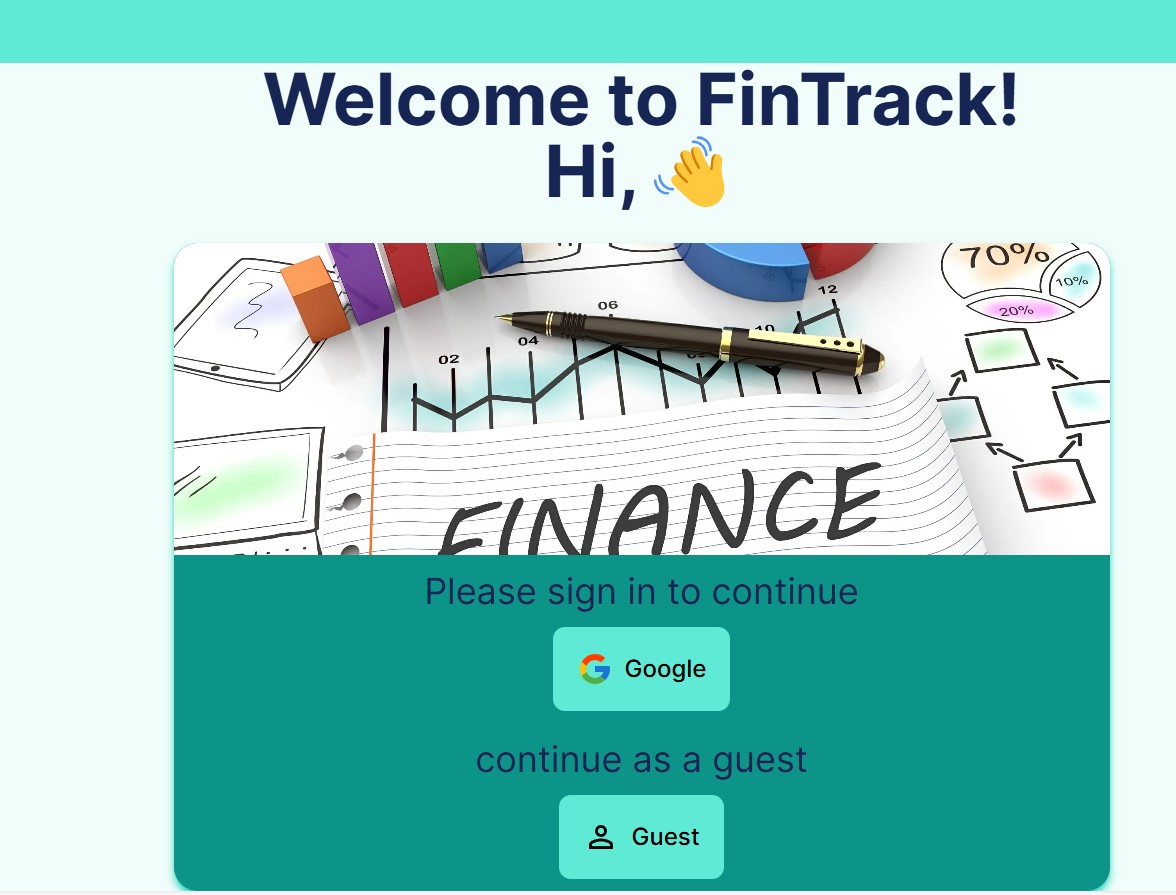 Welcome to FinTrack!
Hi, 👋
70%
10%
20%
12
06
10
04
02
FINANCE
Please sign in to continue
Google
continue as a guest
Guest